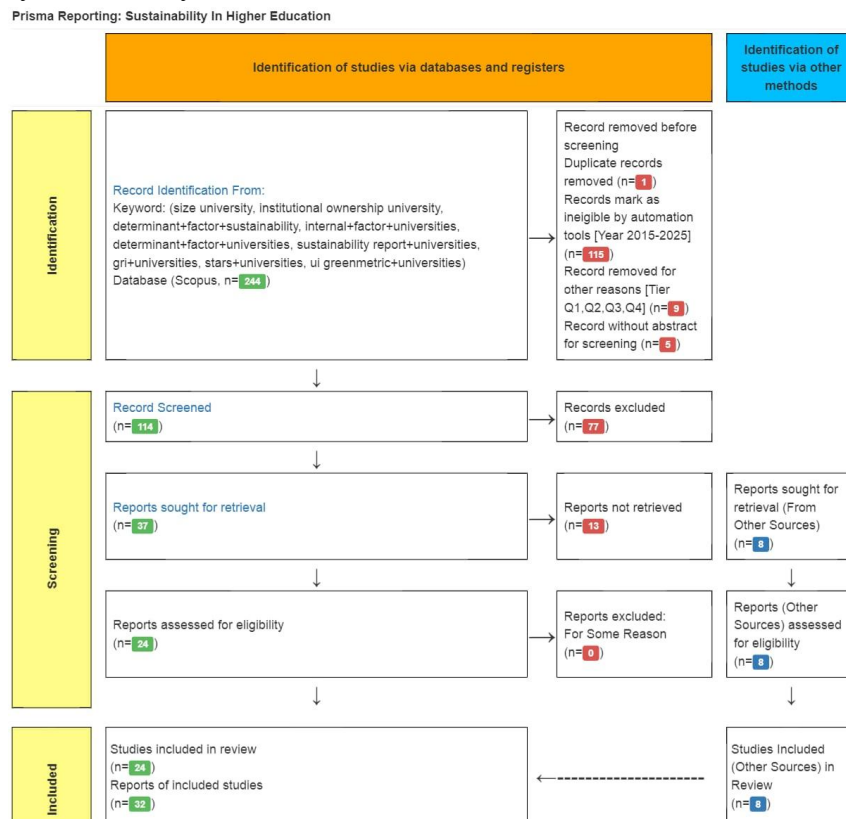 Prisma Reporting: Sustainability In Higher Education
Identification of studies via databases and registers
Identification of
studies via other
methods
Identification
Record Identification From:
Keyword: (size university, institutional ownership university,
determinant+factor+sustainability, internal+factor+universities,
determinant+factor+universities, sustainability report+universities,
gri+universities, stars+universities, ui greenmetric+universities)
Database (Scopus, n= 244 )
Record removed before
screening
Duplicate records
removed (n= 1 )
Records mark as
ineigible by automation
tools [Year 2015-2025]
(n= 115 )
Record removed for
other reasons [Tier
Q1,Q2,Q3,Q4] (n= 9 )
Record without abstract
for screening (n= 5 )
Screening
Record Screened
(n= 114 )
Records excluded
(n= 77 )
Reports sought for retrieval
(n= 37 )
Reports not retrieved
(n= 13 )
Reports sought for
retrieval (From
Other Sources)
(n= 8 )
Reports assessed for eligibility
(n= 24 )
Reports excluded:
For Some Reason
(n= 0 )
Reports (Other
Sources) assessed
for eligibility
(n= 8 )
Included
Studies included in review
(n= 24 )
Reports of included studies
(n= 32 )
Studies Included
(Other Sources) in
Review
(n= 8 )